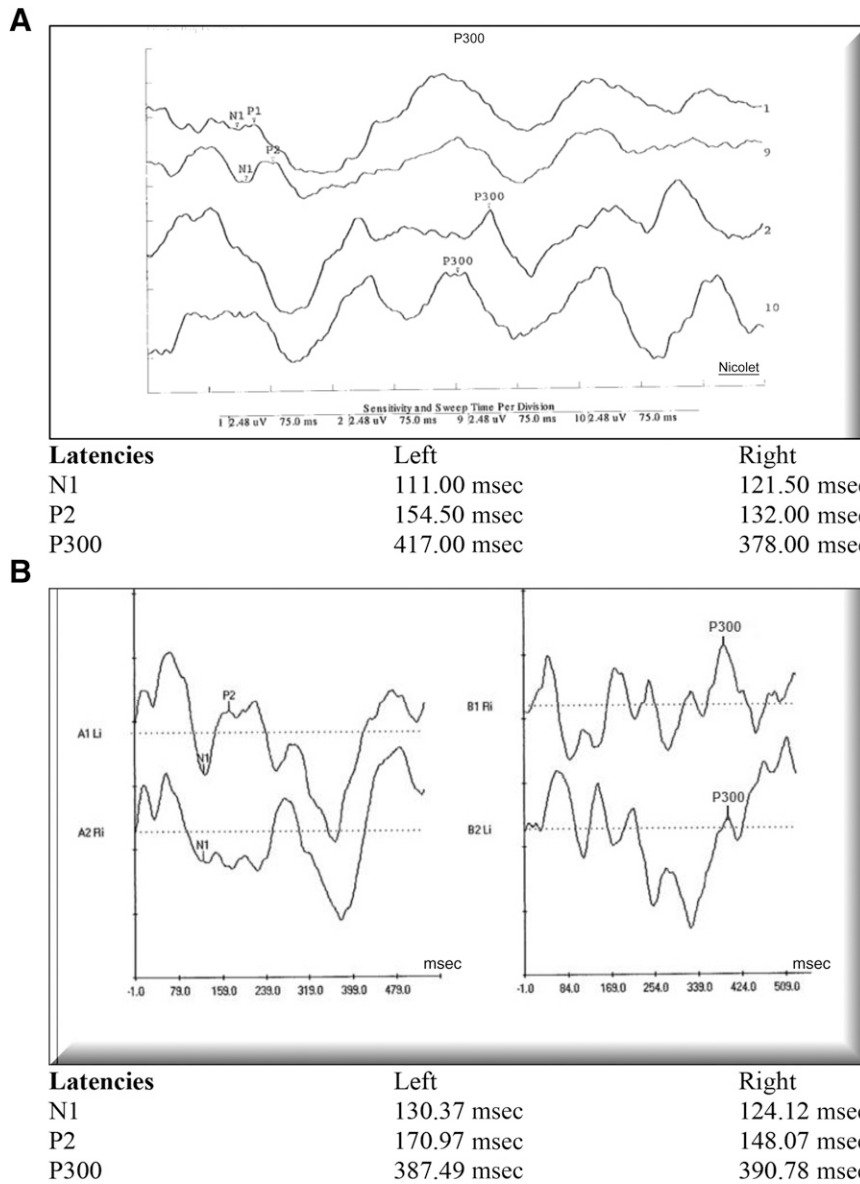 A
P300
N1 P1
1
P2
9
N1
P300
2
P300
10
Nicolet
Sensitivity and Sweep Time Per Division
1 2.48 uV 75.0 ms 2 2.48 uV 75.0 ms 9 2.48 uV 75.0 ms 10 2.48 uV 75.0 ms
Latencies Left Right
N1 111.00 msec 121.50 msec
P2 154.50 msec 132.00 msec
P300 417.00 msec 378.00 msec
B
P300
P2
B1 Ri
A1 Li
N1
P300
A2 Ri
B2 Li
N1
msec
msec
-1.0 79.0 159.0 239.0 319.0 399.0 479.0
-1.0 84.0 169.0 254.0 339.0 424.0 509.0
Latencies Left Right
N1 130.37 msec 124.12 msec
P2 170.97 msec 148.07 msec
P300 387.49 msec 390.78 msec